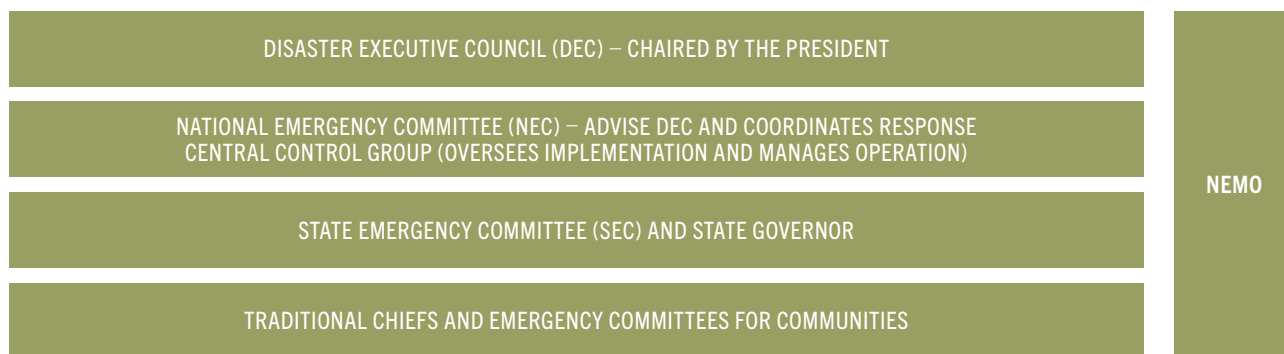 DISASTER EXECUTIVE COUNCIL (DEC) – CHAIRED BY THE PRESIDENT
NATIONAL EMERGENCY COMMITTEE (NEC) – ADVISE DEC AND COORDINATES RESPONSE
CENTRAL CONTROL GROUP (OVERSEES IMPLEMENTATION AND MANAGES OPERATION)
STATE EMERGENCY COMMITTEE (SEC) AND STATE GOVERNOR
TRADITIONAL CHIEFS AND EMERGENCY COMMITTEES FOR COMMUNITIES
NEMO